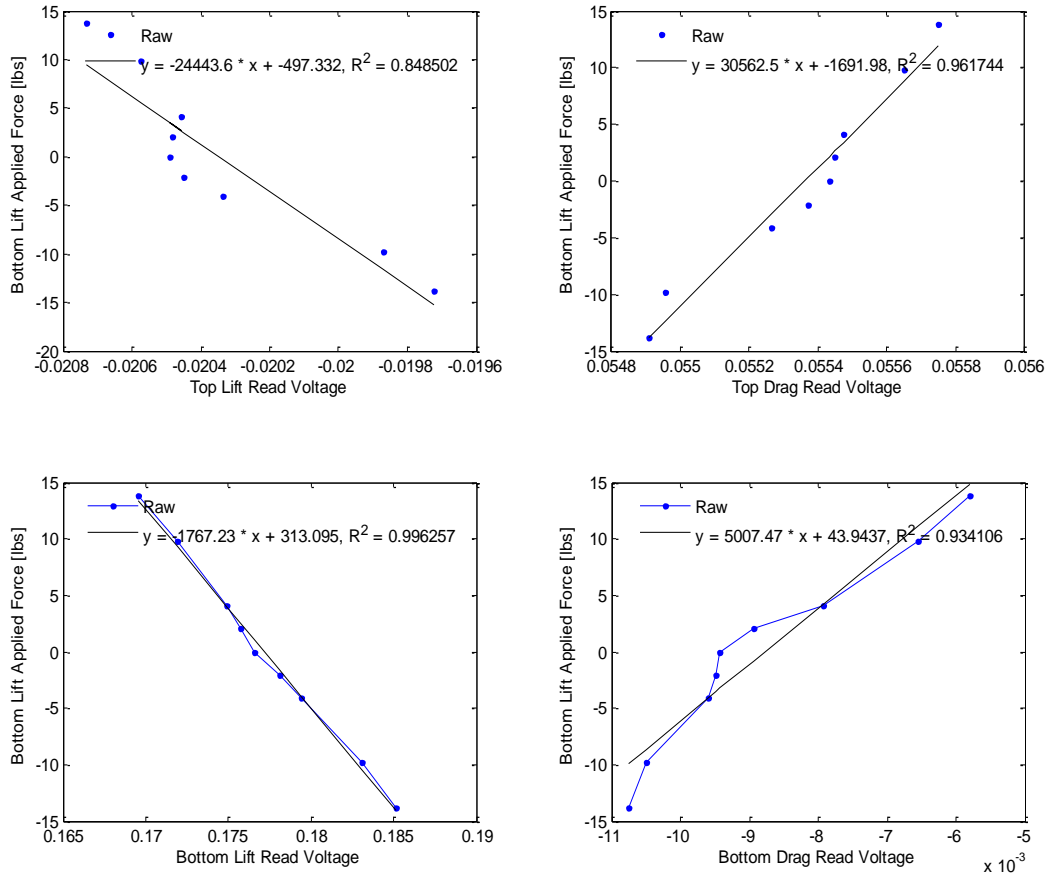 15
10
5
0
-5
-10
-15
-20
Bottom Lift Applied Force [lbs]
Raw
y = -24443.6 * x + -497.332, R² = 0.848502
-0.0208 -0.0206 -0.0204 -0.0202 -0.02 -0.0198 -0.0196
Top Lift Read Voltage
15
10
5
0
-5
-10
-15
Bottom Lift Applied Force [lbs]
Raw
y = 30562.5 * x + -1691.98, R² = 0.961744
0.0548 0.055 0.0552 0.0554 0.0556 0.0558 0.056
Top Drag Read Voltage
15
10
5
0
-5
-10
-15
Bottom Lift Applied Force [lbs]
Raw
y = -1767.23 * x + 313.095, R² = 0.996257
0.165 0.17 0.175 0.18 0.185 0.19
Bottom Lift Read Voltage
15
10
5
0
-5
-10
-15
Bottom Lift Applied Force [lbs]
Raw
y = 5007.47 * x + 43.9437, R² = 0.934106
-11 -10 -9 -8 -7 -6 -5
Bottom Drag Read Voltage
x 10⁻³